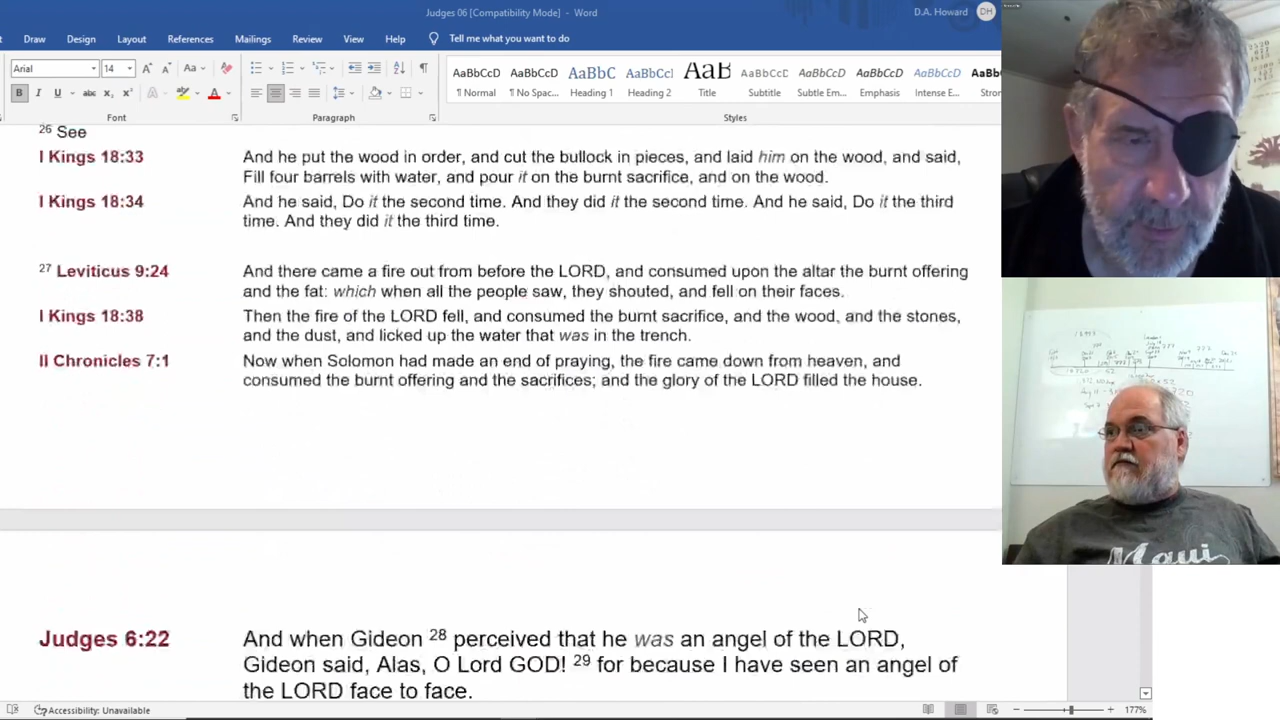 Judges 06 [Compatibility Mode] - Word
D.A. Howard DH
Draw Design Layout References Mailings Review View Help Tell me what you want to do
Arial 14 A A Aa
AaBbCcD AaBbCcD AaBbC AaBbCcl AaB AaBbCcD AaBbCcD AaBbCcD AaBbCcD AaBbC
B I U abc x₂ x² A A
¶ Normal ¶ No Spac... Heading 1 Heading 2 Title Subtitle Subtle Em... Emphasis Intense E... Stron
Font Paragraph Styles
26 See
I Kings 18:33 And he put the wood in order, and cut the bullock in pieces, and laid him on the wood, and said,
Fill four barrels with water, and pour it on the burnt sacrifice, and on the wood.
I Kings 18:34 And he said, Do it the second time. And they did it the second time. And he said, Do it the third
time. And they did it the third time.
27 Leviticus 9:24 And there came a fire out from before the LORD, and consumed upon the altar the burnt offering
and the fat: which when all the people saw, they shouted, and fell on their faces.
I Kings 18:38 Then the fire of the LORD fell, and consumed the burnt sacrifice, and the wood, and the stones,
and the dust, and licked up the water that was in the trench.
II Chronicles 7:1 Now when Solomon had made an end of praying, the fire came down from heaven, and
consumed the burnt offering and the sacrifices; and the glory of the LORD filled the house.
Maui
Judges 6:22 And when Gideon 28 perceived that he was an angel of the LORD,
Gideon said, Alas, O Lord GOD! 29 for because I have seen an angel of
the LORD face to face.
Accessibility: Unavailable
177%